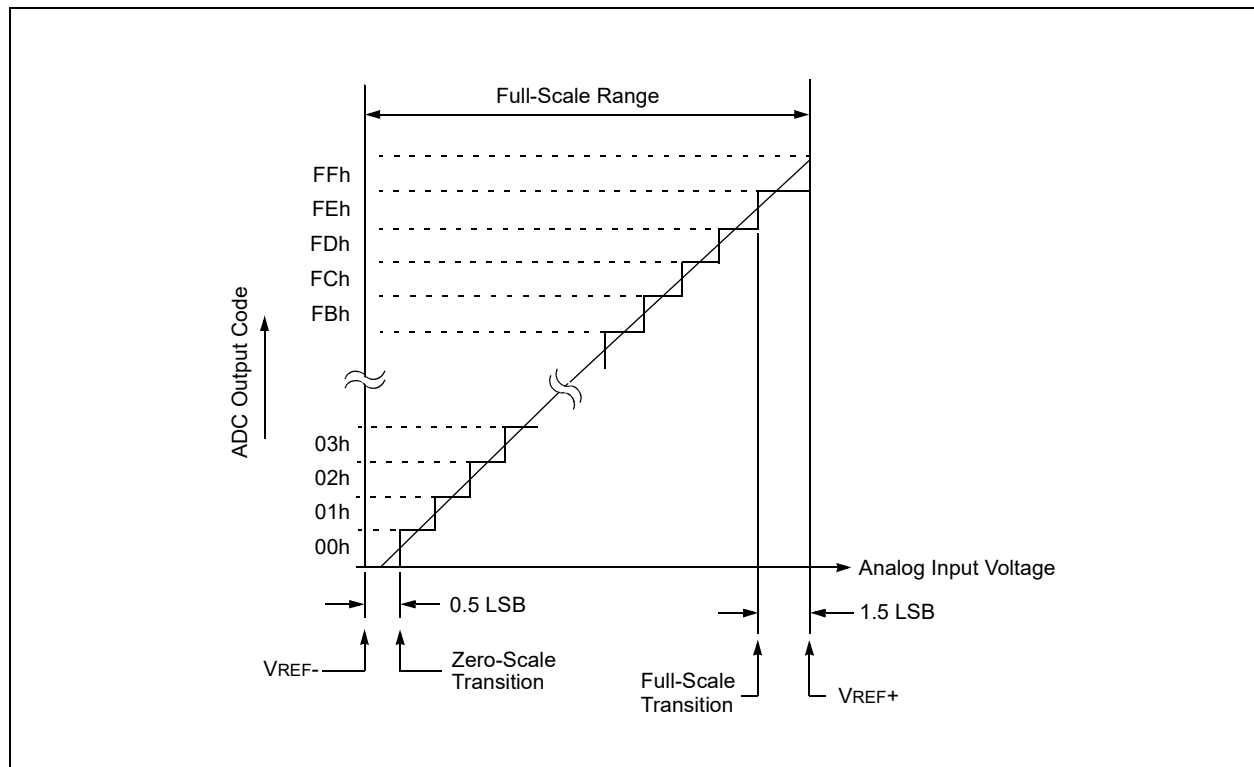 Full-Scale Range
FFh
FEh
FDh
FCh
FBh
ADC Output Code
03h
02h
01h
00h
Analog Input Voltage
0.5 LSB
1.5 LSB
VREF-
Zero-Scale
Transition
Full-Scale
Transition
VREF+